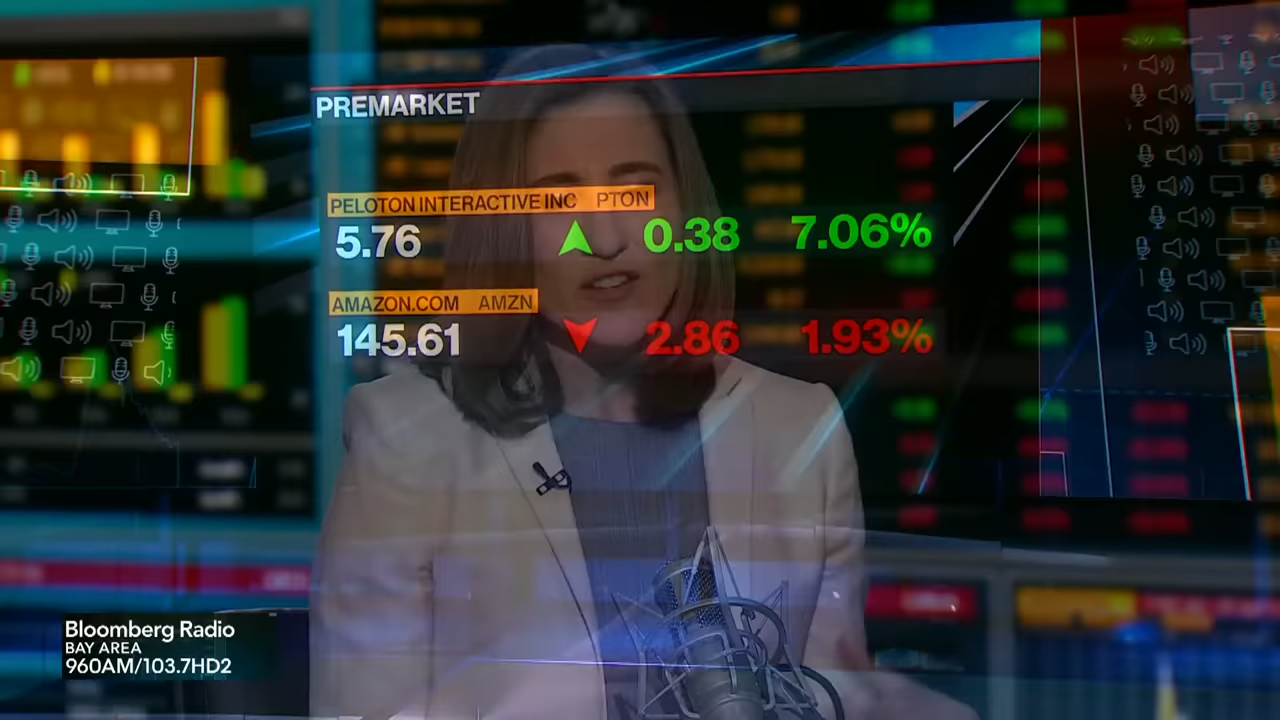 PREMARKET
PELOTON INTERACTIVE INC PTON
5.76 ▲ 0.38 7.06%
AMAZON.COM AMZN
145.61 ▼ 2.86 1.93%
Bloomberg Radio
BAY AREA
960AM/103.7HD2